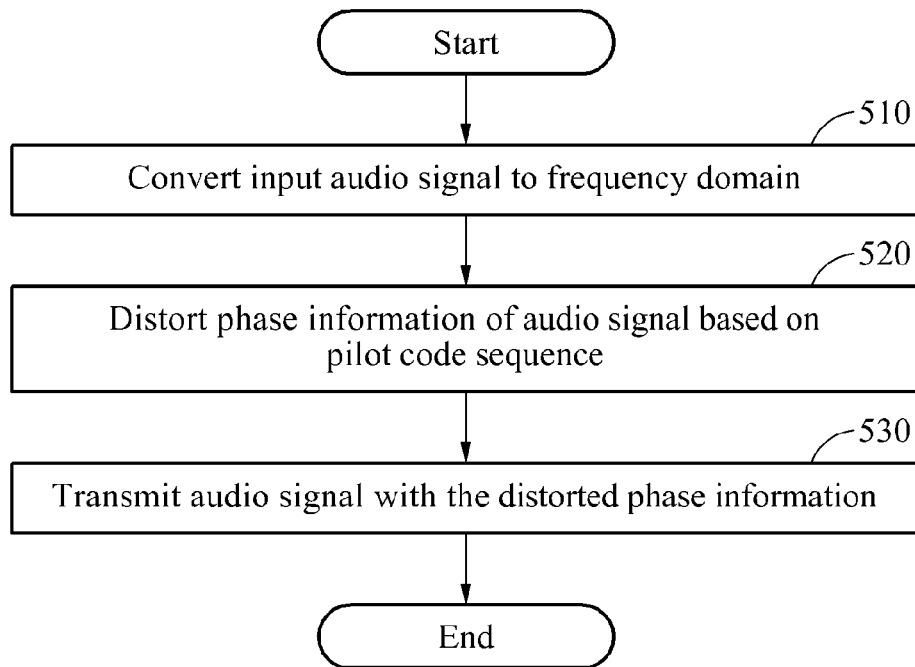 Start
510
Convert input audio signal to frequency domain
520
Distort phase information of audio signal based on
pilot code sequence
530
Transmit audio signal with the distorted phase information
End